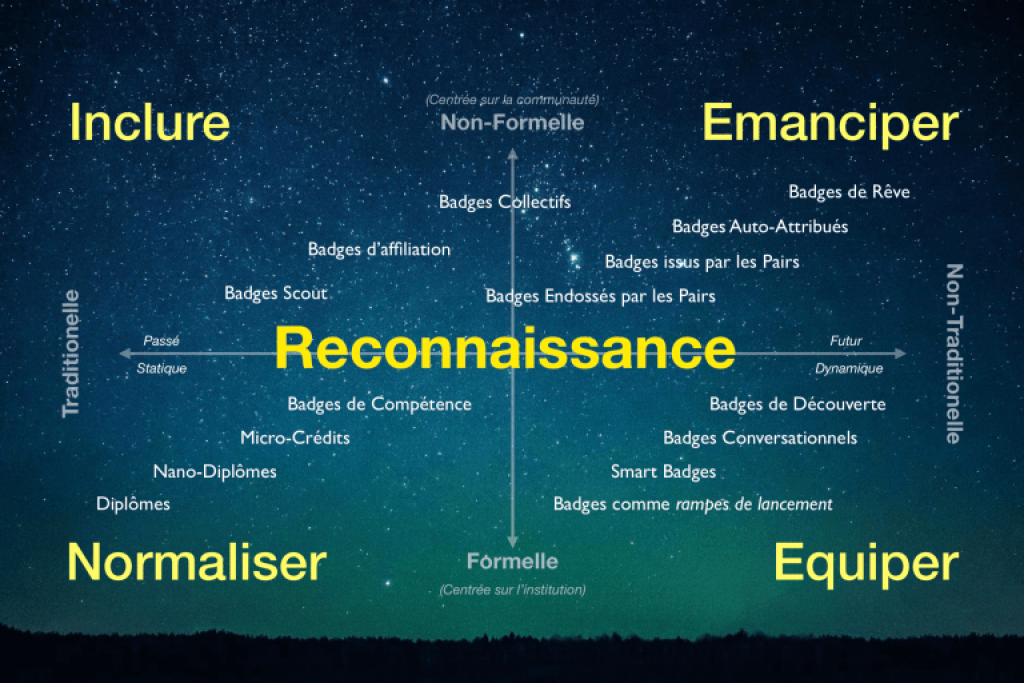 (Centrée sur la communauté)
Non-Formelle
Inclure
Emanciper
Badges de Rêve
Badges Collectifs
Badges Auto-Attribués
Badges d'affiliation
Badges issus par les Pairs
Badges Scout
Badges Endossés par les Pairs
Traditionelle
Non-Traditionelle
Passé
Statique
Reconnaissance
Futur
Dynamique
Badges de Compétence
Badges de Découverte
Micro-Crédits
Badges Conversationnels
Nano-Diplômes
Smart Badges
Diplômes
Badges comme rampes de lancement
Normaliser
Formelle
(Centrée sur l'institution)
Equiper